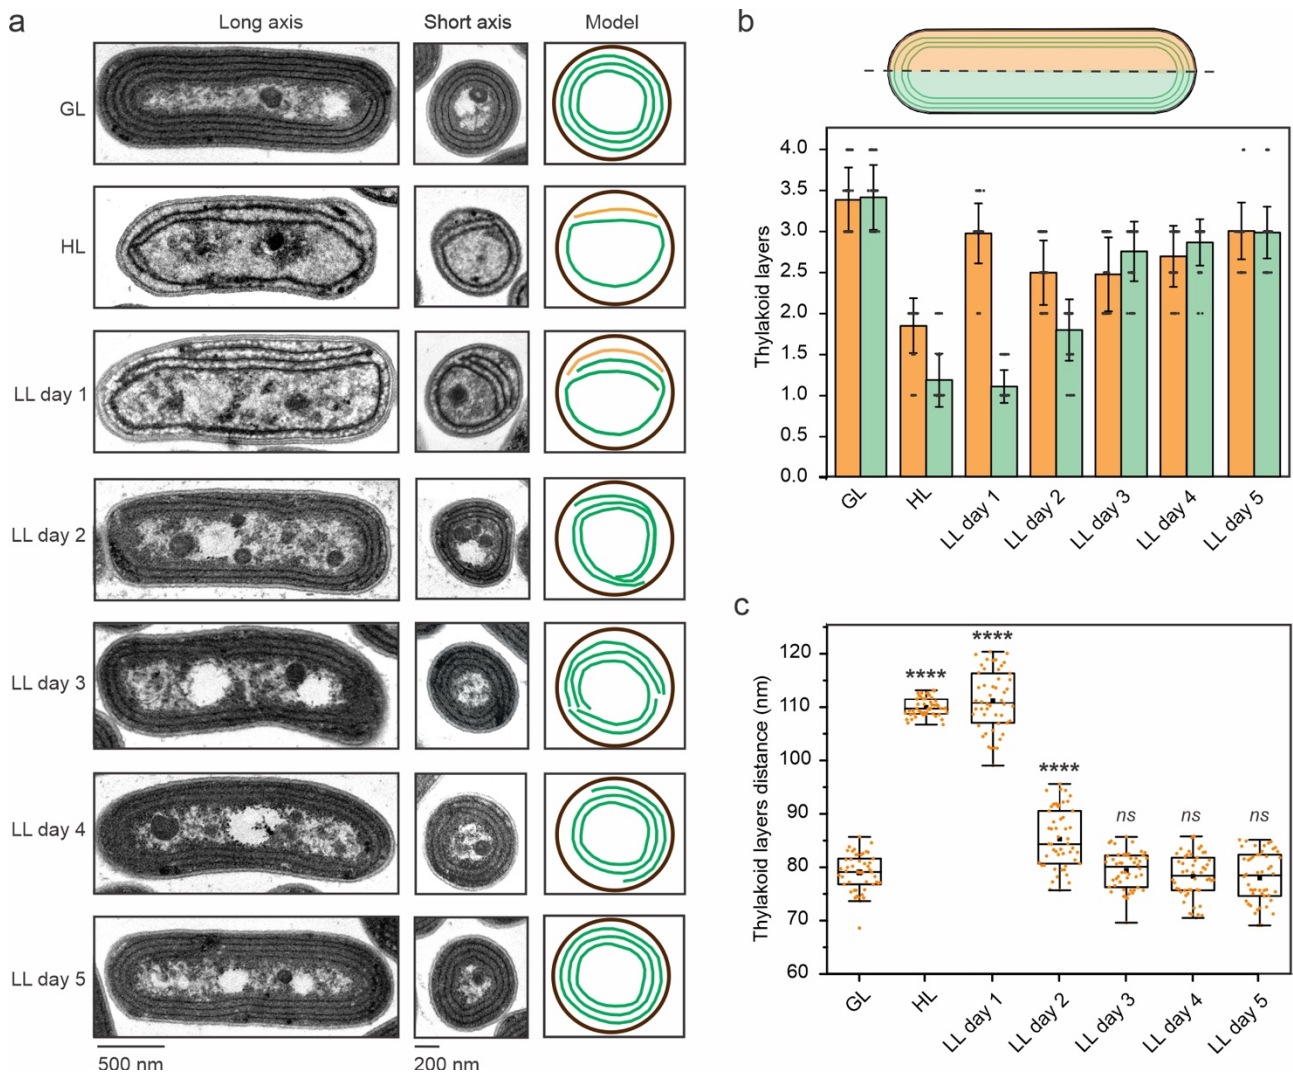 a
Long axis
Short axis
Model
GL
HL
LL day 1
LL day 2
LL day 3
LL day 4
LL day 5
500 nm
200 nm
b
Thylakoid layers
4.0
3.5
3.0
2.5
2.0
1.5
1.0
0.5
0.0
GL
HL
LL day 1
LL day 2
LL day 3
LL day 4
LL day 5
c
Thylakoid layers distance (nm)
120
110
100
90
80
70
60
****
****
****
ns
ns
ns
GL
HL
LL day 1
LL day 2
LL day 3
LL day 4
LL day 5